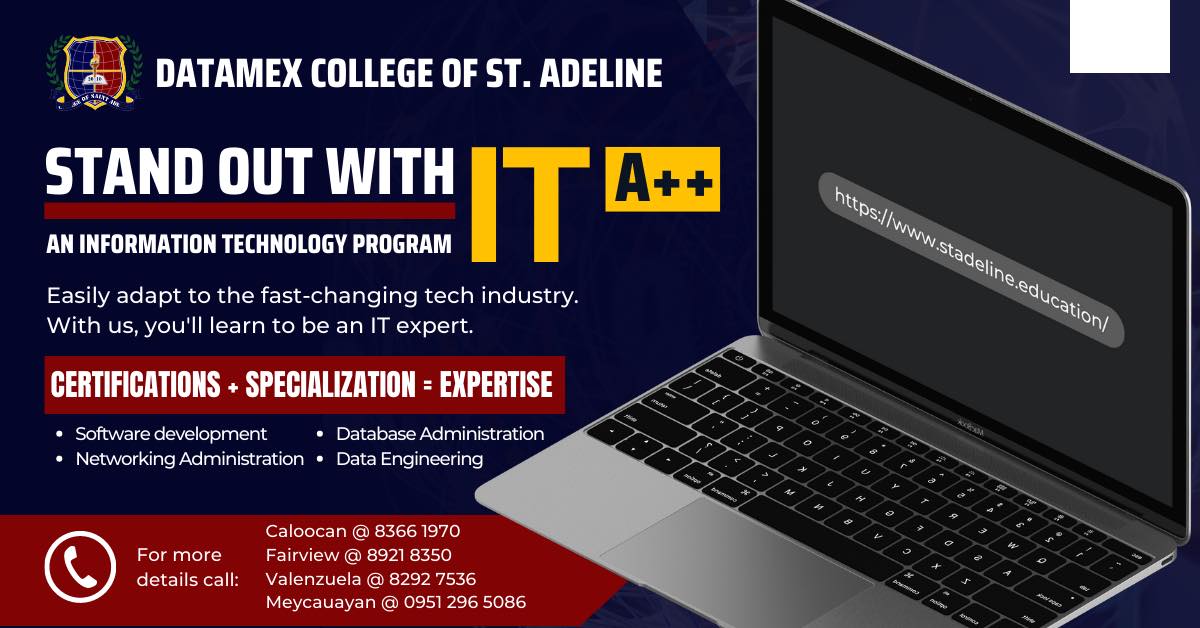 DATAMEX COLLEGE OF ST. ADELINE
STAND OUT WITH
IT
A++
AN INFORMATION TECHNOLOGY PROGRAM
Easily adapt to the fast-changing tech industry.
With us, you'll learn to be an IT expert.
CERTIFICATIONS + SPECIALIZATION = EXPERTISE
• Software development
• Networking Administration
• Database Administration
• Data Engineering
For more
details call:
Caloocan @ 8366 1970
Fairview @ 8921 8350
Valenzuela @ 8292 7536
Meycauayan @ 0951 296 5086
https://www.stadeline.education/